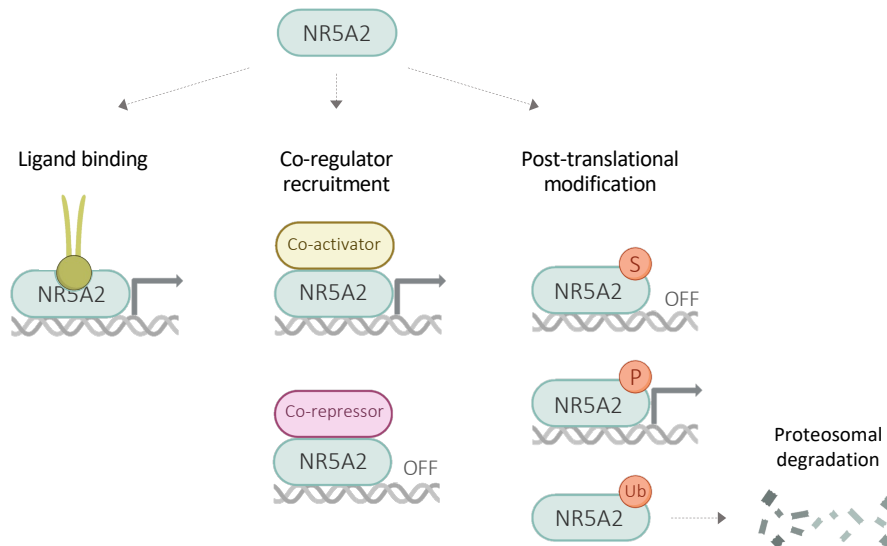 NR5A2
Ligand binding
NR5A2
Co-regulator
recruitment
Co-activator
NR5A2
Co-repressor
NR5A2
OFF
Post-translational
modification
S
NR5A2
OFF
P
NR5A2
Ub
NR5A2
Proteosomal
degradation